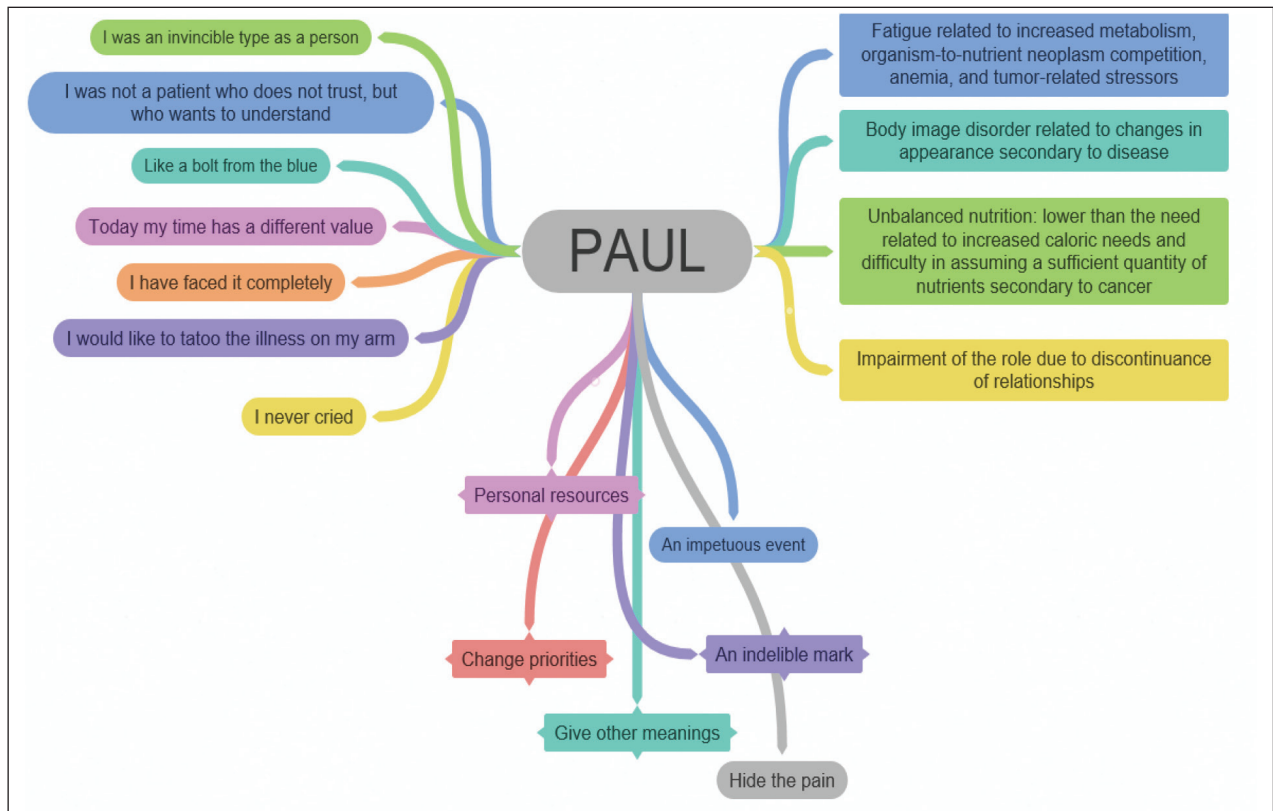 I was an invincible type as a person
I was not a patient who does not trust, but
who wants to understand
Like a bolt from the blue
Today my time has a different value
I have faced it completely
I would like to tatoo the illness on my arm
I never cried
PAUL
Fatigue related to increased metabolism,
organism-to-nutrient neoplasm competition,
anemia, and tumor-related stressors
Body image disorder related to changes in
appearance secondary to disease
Unbalanced nutrition: lower than the need
related to increased caloric needs and
difficulty in assuming a sufficient quantity of
nutrients secondary to cancer
Impairment of the role due to discontinuance
of relationships
Personal resources
An impetuous event
Change priorities
An indelible mark
Give other meanings
Hide the pain